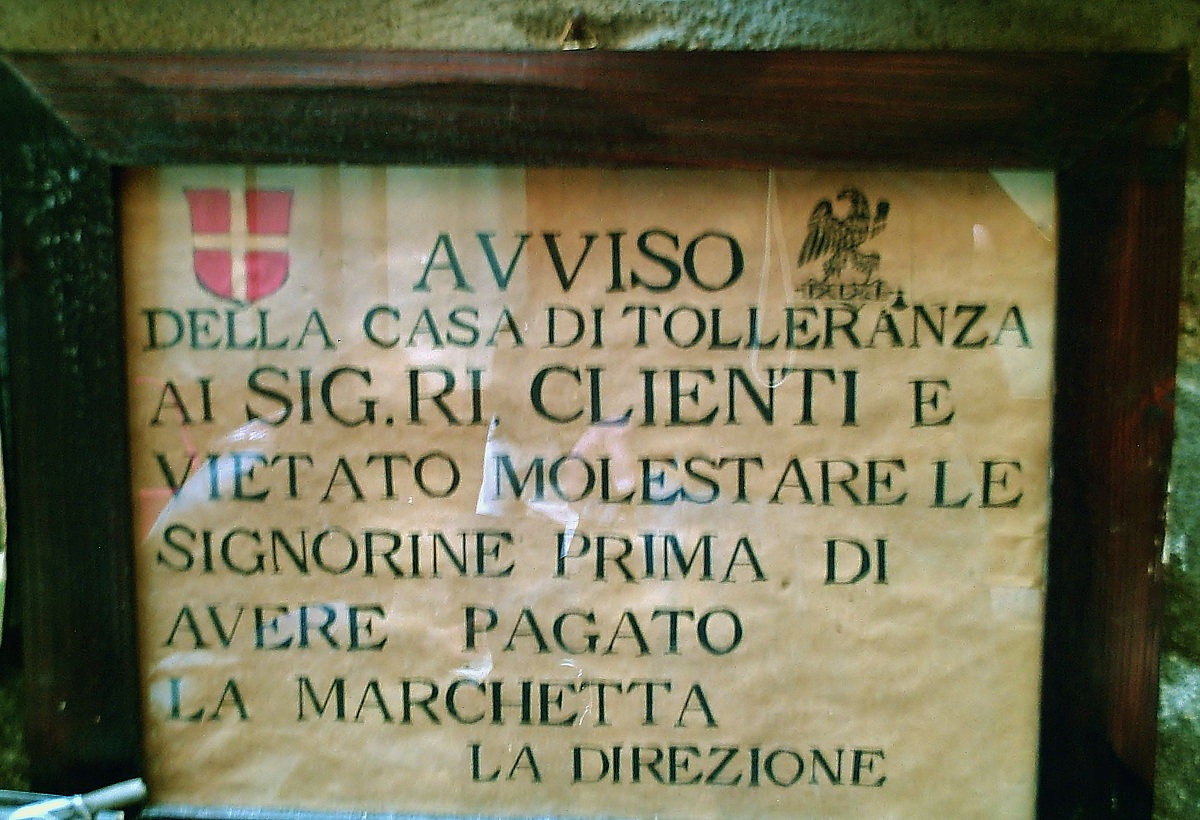 AVVISO
DELLA CASA DI TOLLERANZA
AI SIG.RI. CLIENTI E
VIETATO MOLESTARE LE
SIGNORINE PRIMA DI
AVERE PAGATO
LA MARCHETTA
LA DIREZIONE